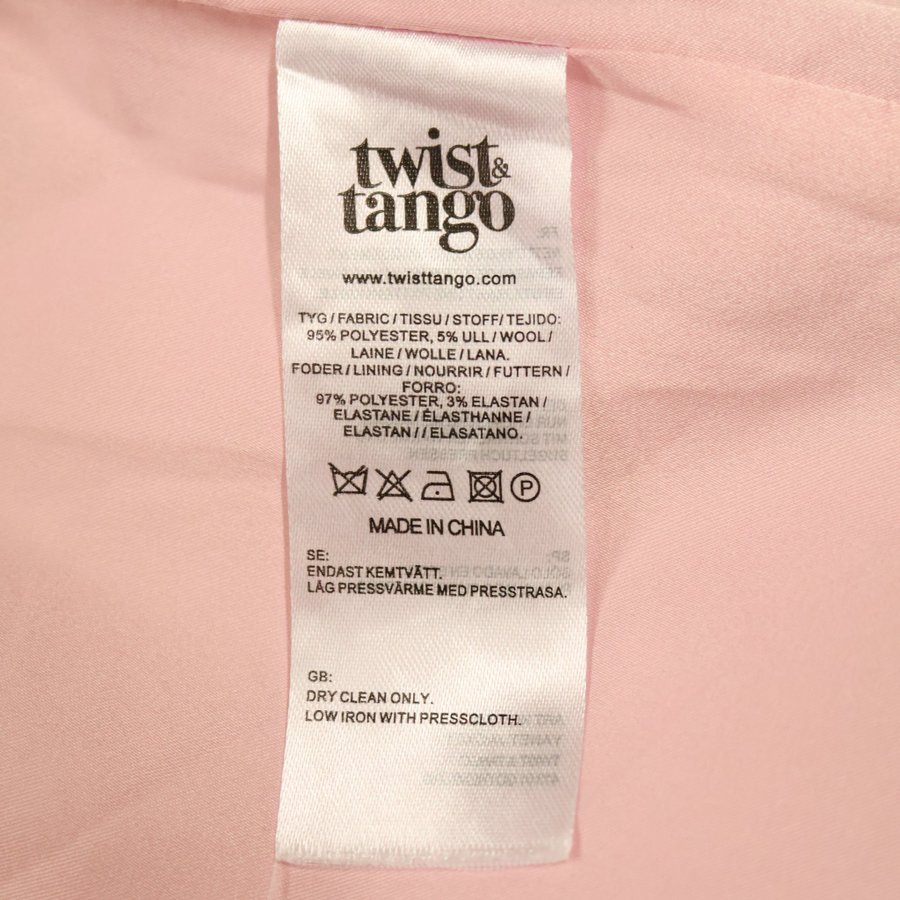 twist &
tango
www.twisttango.com
TYG / FABRIC / TISSU / STOFF/ TEJIDO:
95% POLYESTER, 5% ULL / WOOL /
LAINE / WOLLE / LANA.
FODER / LINING / NOURRIR / FUTTERN /
FORRO:
97% POLYESTER, 3% ELASTAN /
ELASTANE / ÉLASTHANNE /
ELASTAN / / ELASATANO.
P
MADE IN CHINA
SE:
ENDAST KEMTVÄTT.
LÅG PRESSVÄRME MED PRESSTRASA.
GB:
DRY CLEAN ONLY.
LOW IRON WITH PRESSCLOTH.